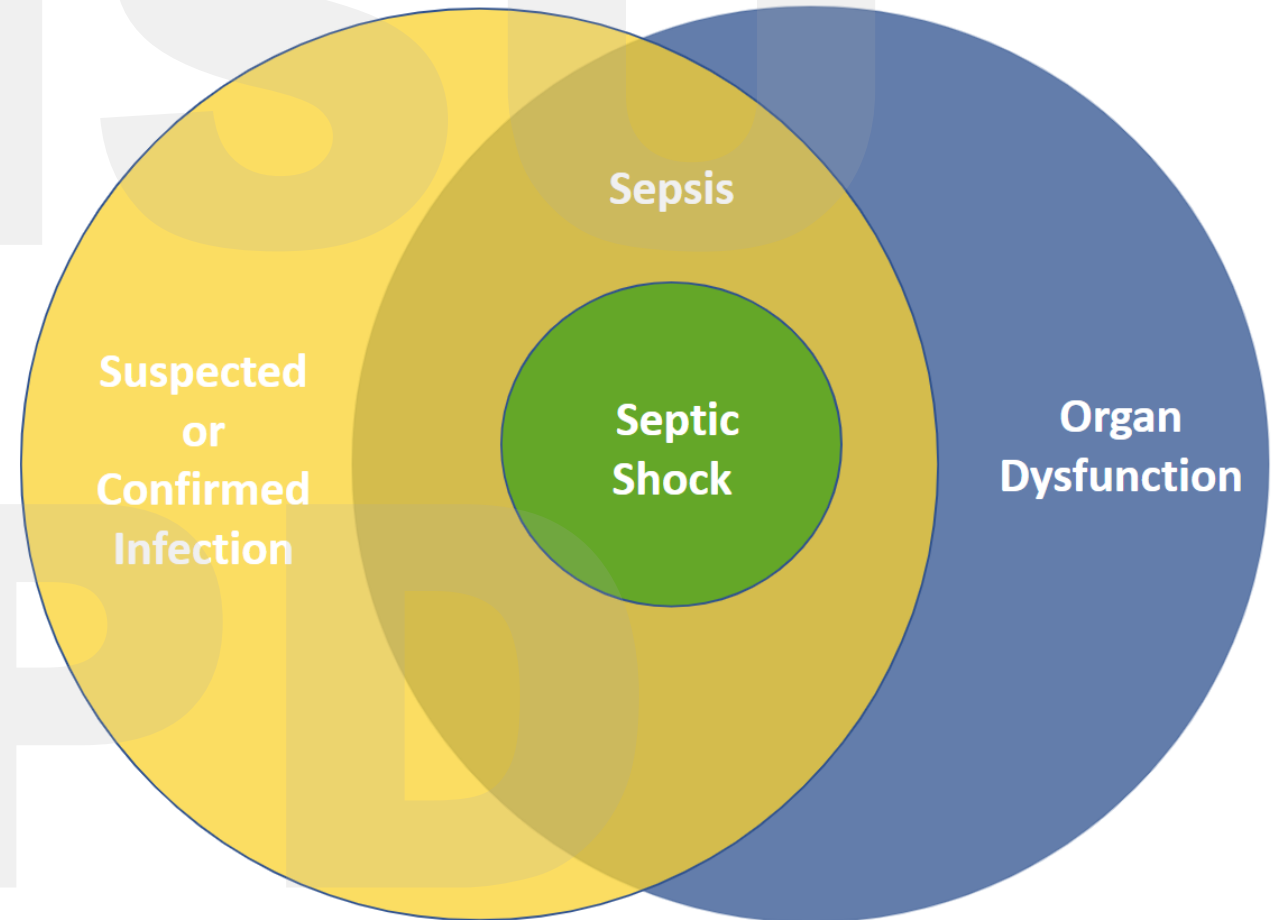 Sepsis
Suspected
or
Confirmed
Infection
Septic
Shock
Organ
Dysfunction